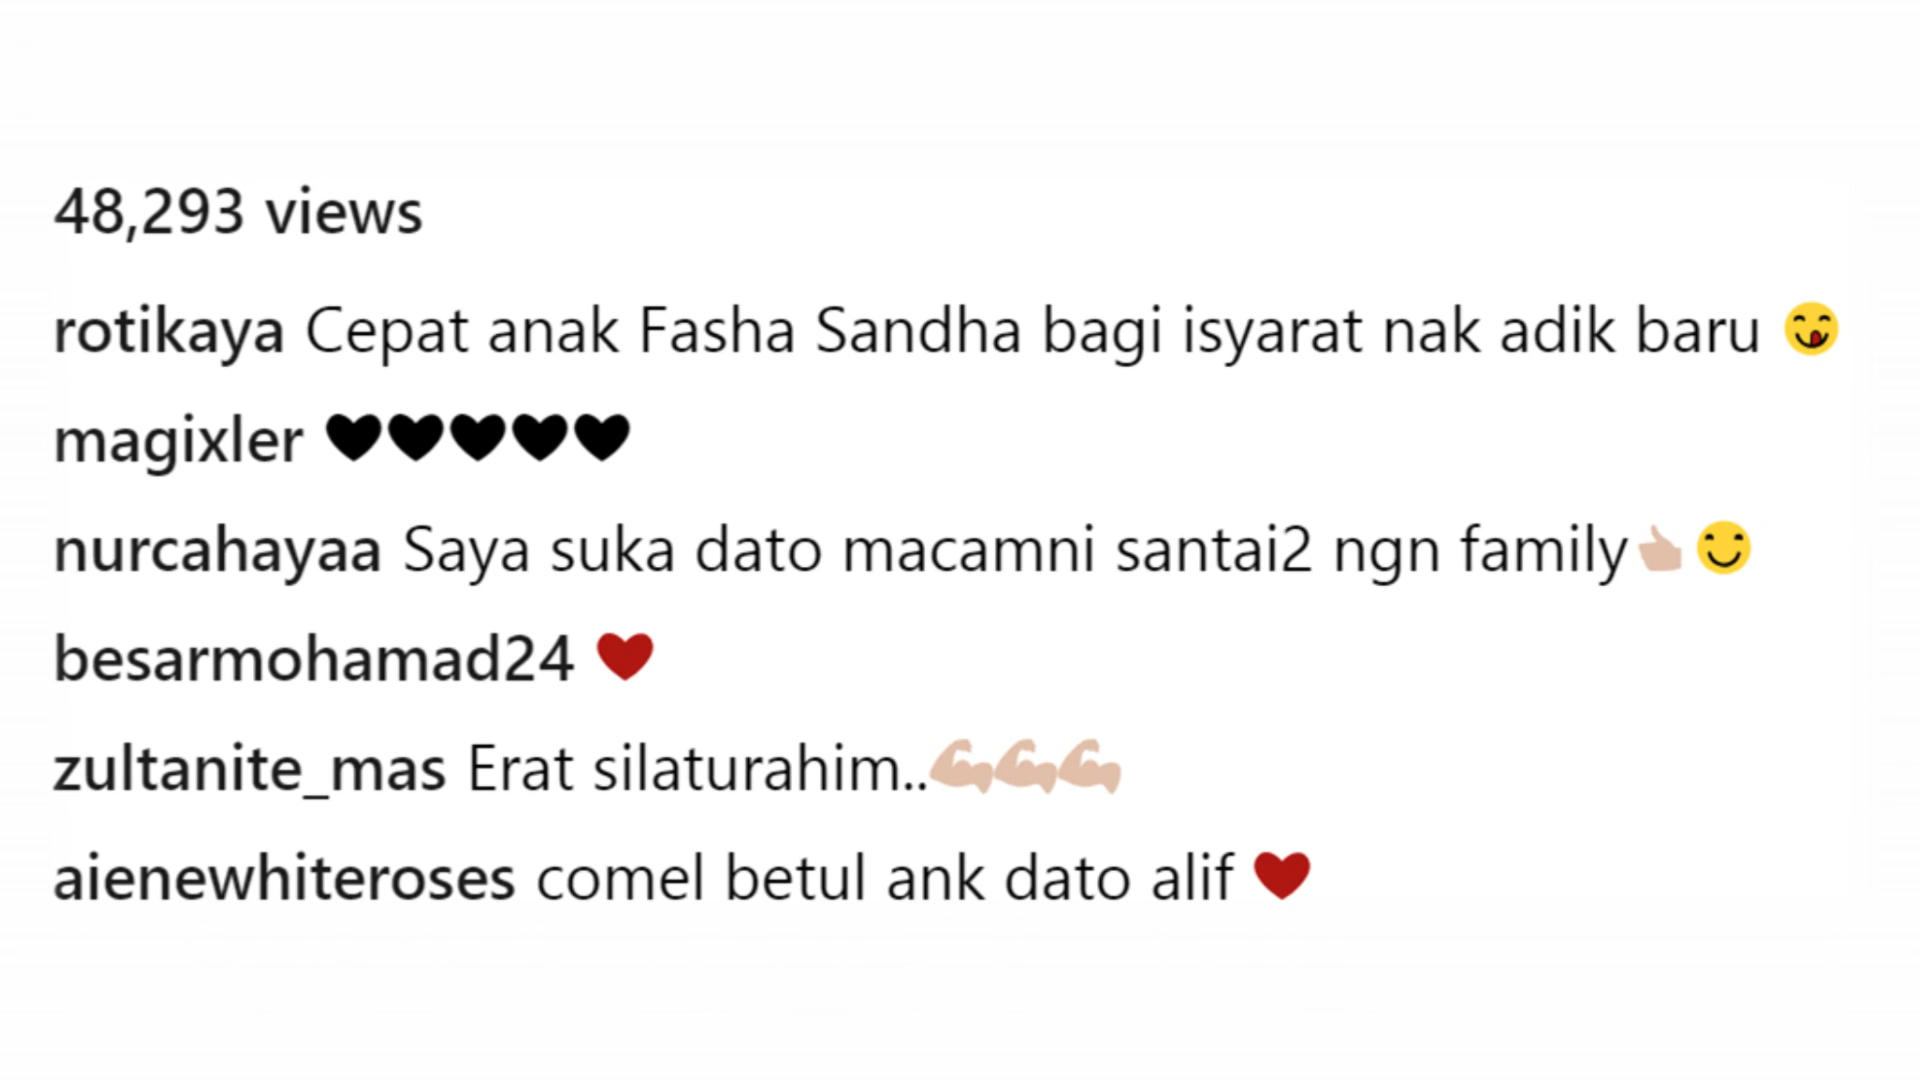 48,293 views
rotikaya Cepat anak Fasha Sandha bagi isyarat nak adik baru 😋
magixler 🖤🖤🖤🖤🖤
nurcahayaa Saya suka dato macamni santai2 ngn family👍🏻😊
besarmohamad24 ❤
zultanite_mas Erat silaturahim..💪🏻💪🏻💪🏻
aienewhiteroses comel betul ank dato alif ❤